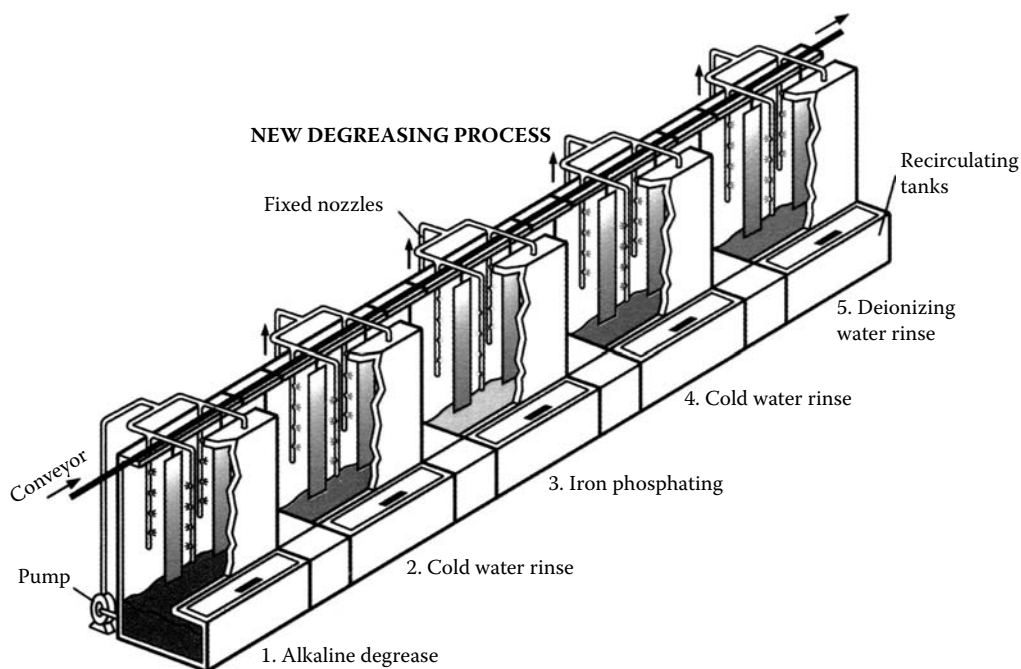 NEW DEGREASING PROCESS
Recirculating
tanks
Fixed nozzles
5. Deionizing
water rinse
4. Cold water rinse
Conveyor
3. Iron phosphating
2. Cold water rinse
Pump
1. Alkaline degrease